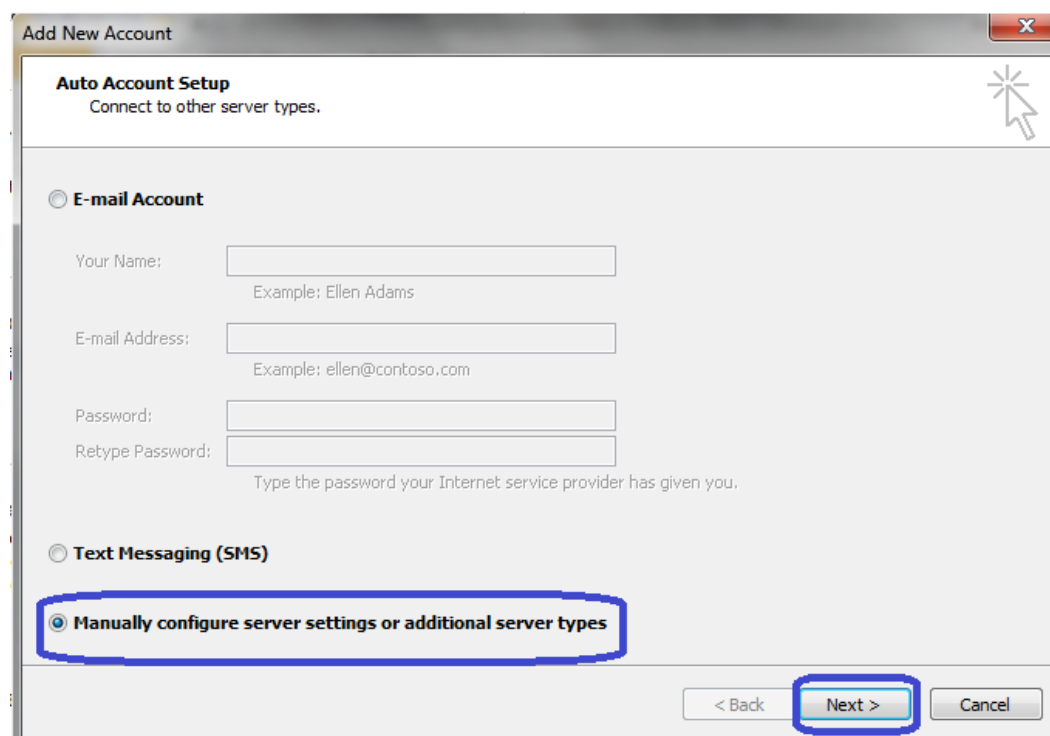 Add New Account
Auto Account Setup
Connect to other server types.
E-mail Account
Your Name:
Example: Ellen Adams
E-mail Address:
Example: ellen@contoso.com
Password:
Retype Password:
Type the password your Internet service provider has given you.
Text Messaging (SMS)
Manually configure server settings or additional server types
< Back Next > Cancel